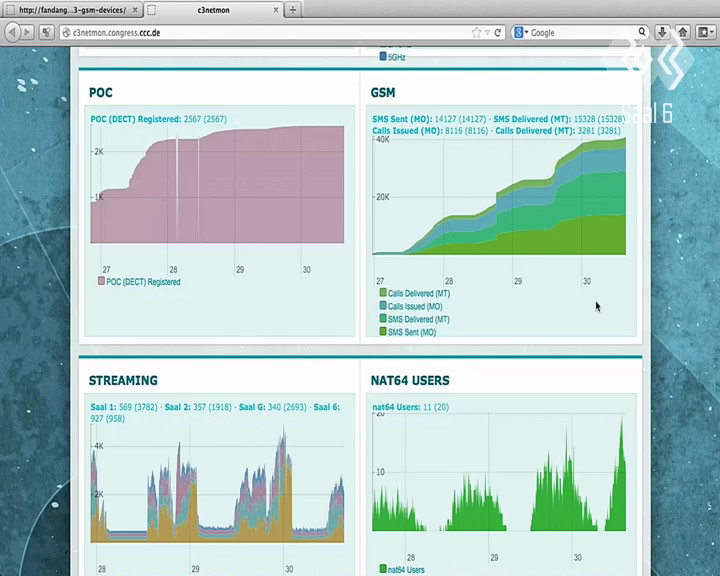 http://fandang...3-gsm-devices/
c3netmon
c3netmon.congress.ccc.de
Google
5GHz
Saal 6
POC
POC (DECT) Registered: 2567 (2567)
2K
1K
27 28 29 30
POC (DECT) Registered
GSM
SMS Sent (MO): 14127 (14127) · SMS Delivered (MT): 15328 (15328)
Calls Issued (MO): 8116 (8116) · Calls Delivered (MT): 3281 (3281)
40K
20K
27 28 29 30
Calls Delivered (MT)
Calls Issued (MO)
SMS Delivered (MT)
SMS Sent (MO)
STREAMING
Saal 1: 569 (3782) · Saal 2: 357 (1918) · Saal G: 340 (2693) · Saal 6:
927 (958)
4K
2K
28 29 30
NAT64 USERS
nat64 Users: 11 (20)
20
10
28 29 30
nat64 Users